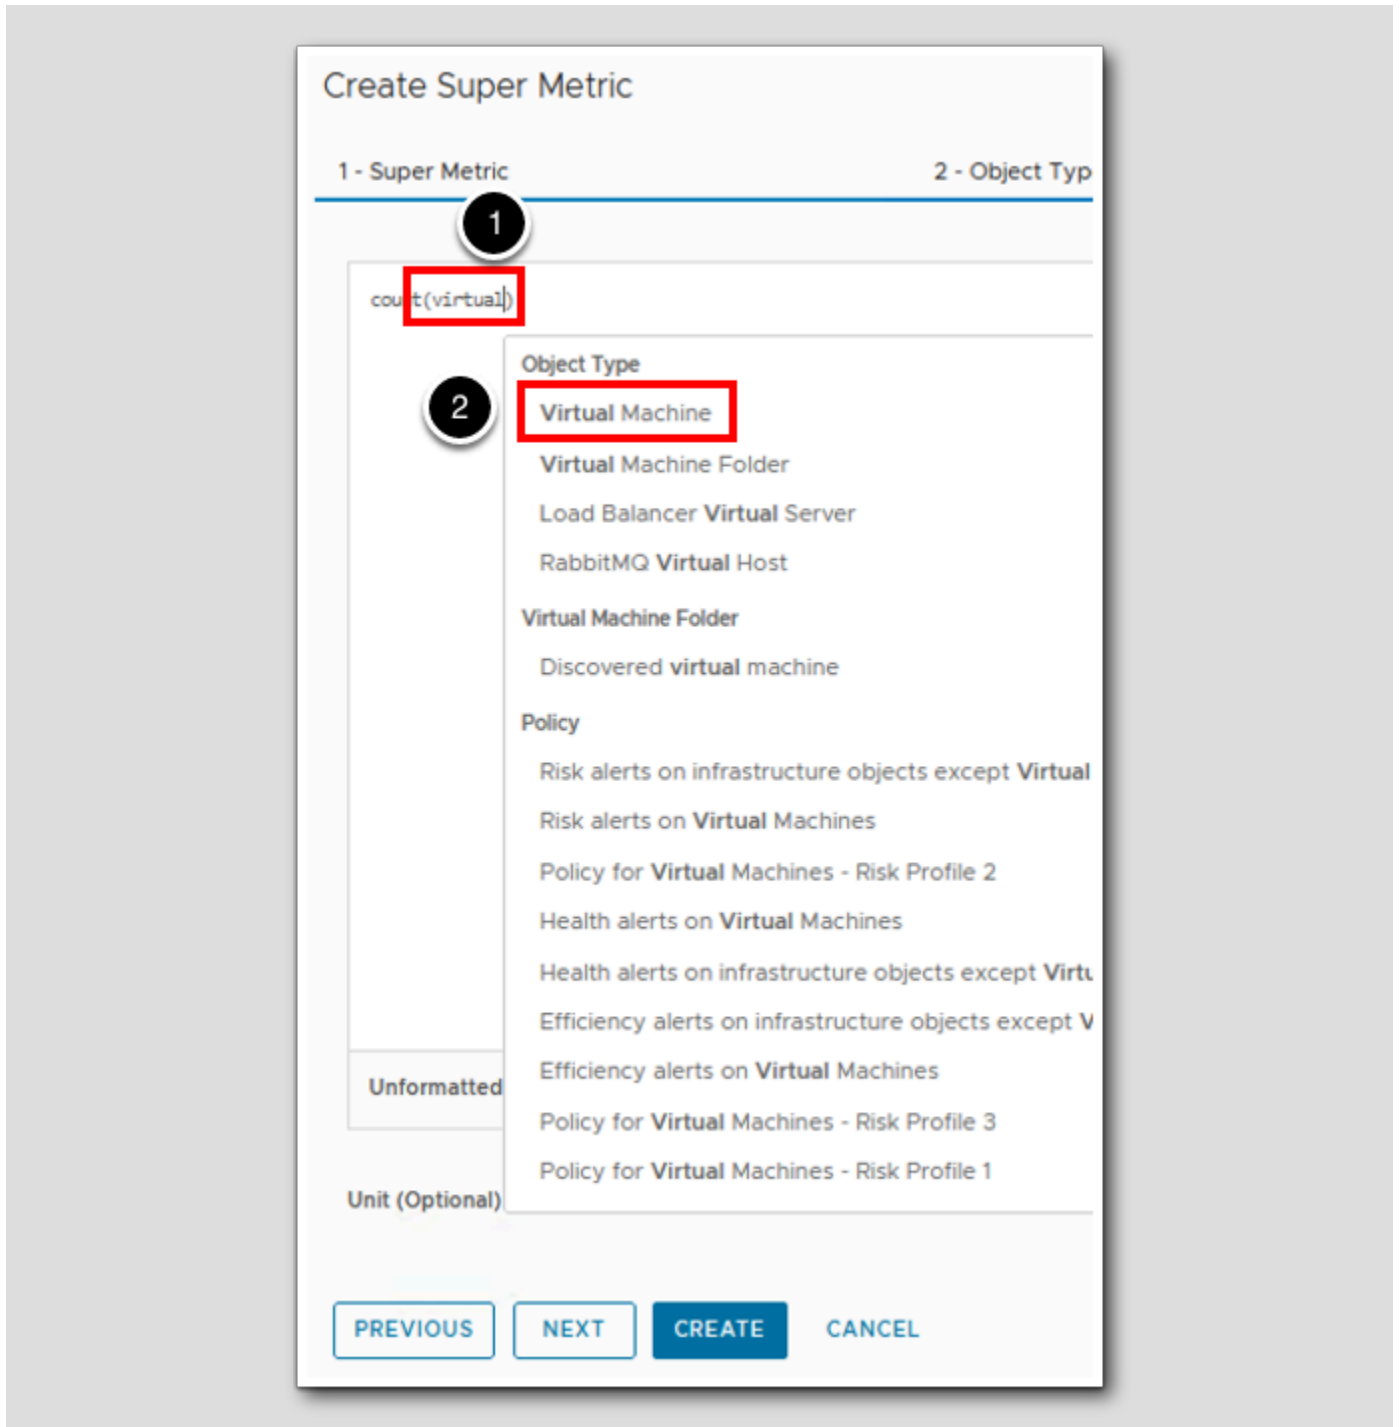 Create Super Metric
1 - Super Metric
2 - Object Typ
1
count(virtual)
Object Type
2
Virtual Machine
Virtual Machine Folder
Load Balancer Virtual Server
RabbitMQ Virtual Host
Virtual Machine Folder
Discovered virtual machine
Policy
Risk alerts on infrastructure objects except Virtual
Risk alerts on Virtual Machines
Policy for Virtual Machines - Risk Profile 2
Health alerts on Virtual Machines
Health alerts on infrastructure objects except Virtu
Efficiency alerts on infrastructure objects except V
Efficiency alerts on Virtual Machines
Unformatted
Policy for Virtual Machines - Risk Profile 3
Policy for Virtual Machines - Risk Profile 1
Unit (Optional)
PREVIOUS
NEXT
CREATE
CANCEL